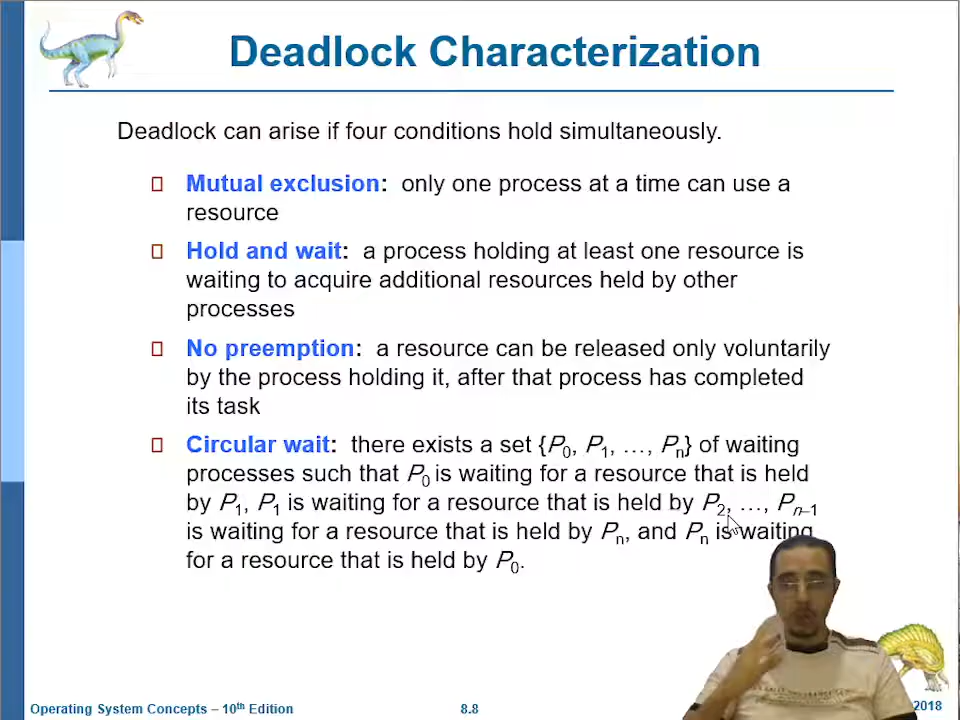 Deadlock Characterization
Deadlock can arise if four conditions hold simultaneously.
Mutual exclusion: only one process at a time can use a
resource
Hold and wait: a process holding at least one resource is
waiting to acquire additional resources held by other
processes
No preemption: a resource can be released only voluntarily
by the process holding it, after that process has completed
its task
Circular wait: there exists a set {P0, P1, …, Pn} of waiting
processes such that P0 is waiting for a resource that is held
by P1, P1 is waiting for a resource that is held by P2, …, Pn–1
is waiting for a resource that is held by Pn, and Pn is waiting
for a resource that is held by P0.
Operating System Concepts – 10th Edition
8.8
2018